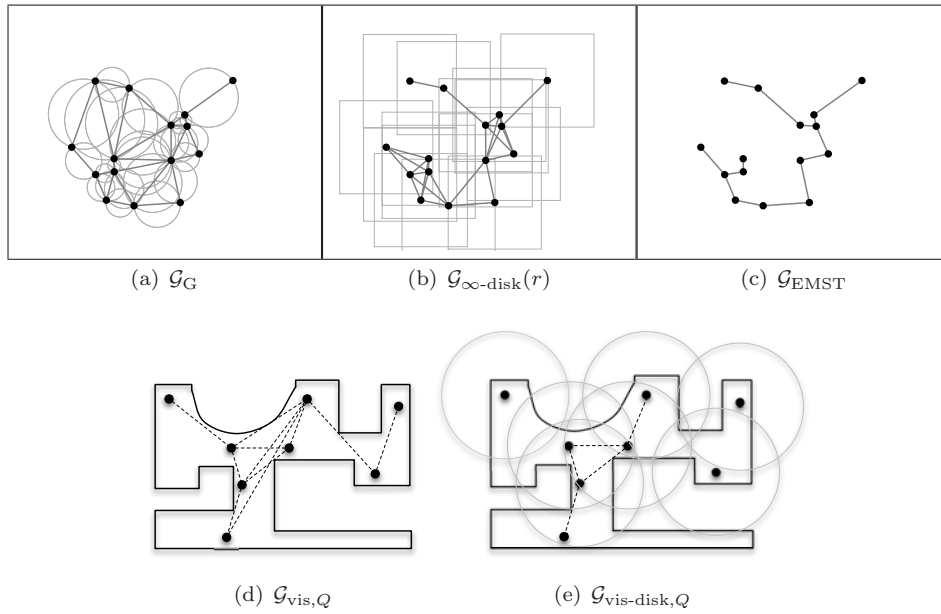 (a) 𝒢_G
(b) 𝒢_∞-disk(r)
(c) 𝒢_EMST
(d) 𝒢_vis,Q
(e) 𝒢_vis-disk,Q